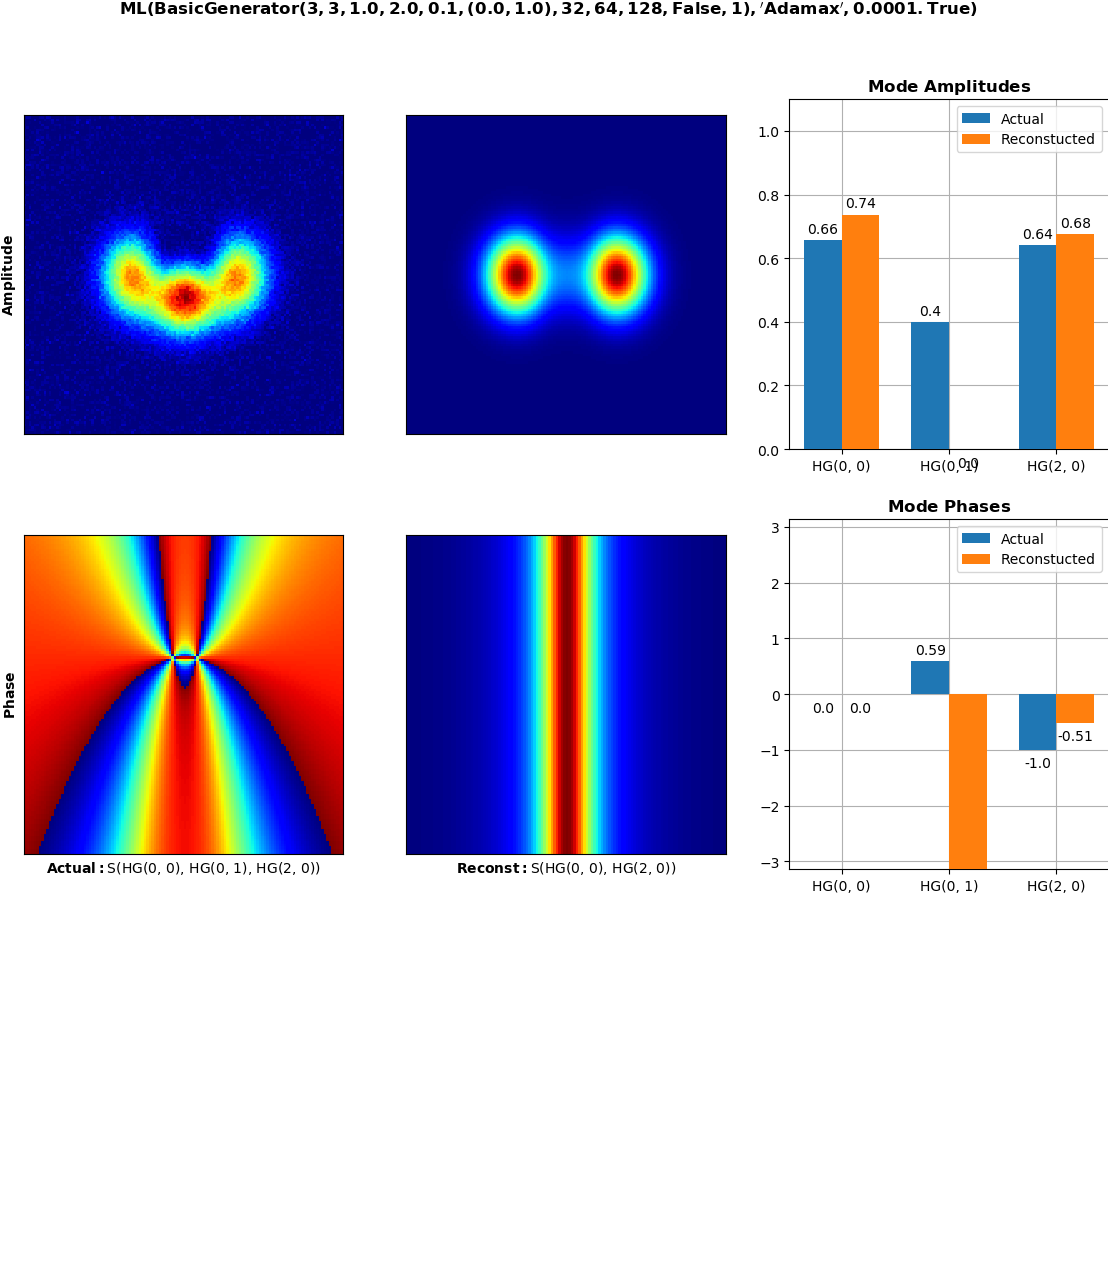 ML(BasicGenerator(3, 3, 1.0, 2.0, 0.1, (0.0, 1.0), 32, 64, 128, False, 1), ′Adamax′, 0.0001. True)
Amplitude
Mode Amplitudes
Actual
Reconstucted
1.0
0.8
0.6
0.4
0.2
0.0
0.66
0.74
0.4
0.0
0.64
0.68
HG(0, 0)
HG(0, 1)
HG(2, 0)
Phase
Actual: S(HG(0, 0), HG(0, 1), HG(2, 0))
Reconst: S(HG(0, 0), HG(2, 0))
Mode Phases
Actual
Reconstucted
3
2
1
0
−1
−2
−3
0.0
0.0
0.59
-1.0
-0.51
HG(0, 0)
HG(0, 1)
HG(2, 0)